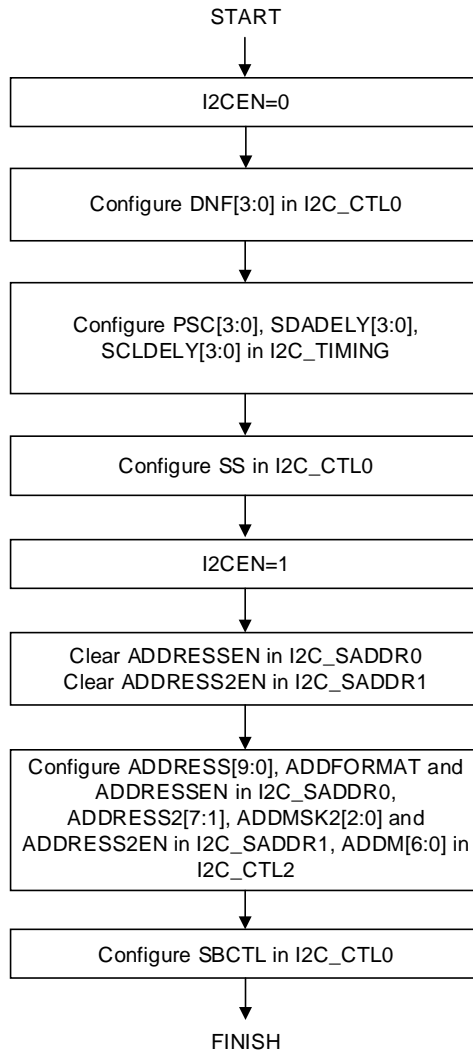 START
I2CEN=0
Configure DNF[3:0] in I2C_CTL0
Configure PSC[3:0], SDADELY[3:0],
SCLDELY[3:0] in I2C_TIMING
Configure SS in I2C_CTL0
I2CEN=1
Clear ADDRESSEN in I2C_SADDR0
Clear ADDRESS2EN in I2C_SADDR1
Configure ADDRESS[9:0], ADDFORMAT and
ADDRESSEN in I2C_SADDR0,
ADDRESS2[7:1], ADDMSK2[2:0] and
ADDRESS2EN in I2C_SADDR1, ADDM[6:0] in
I2C_CTL2
Configure SBCTL in I2C_CTL0
FINISH